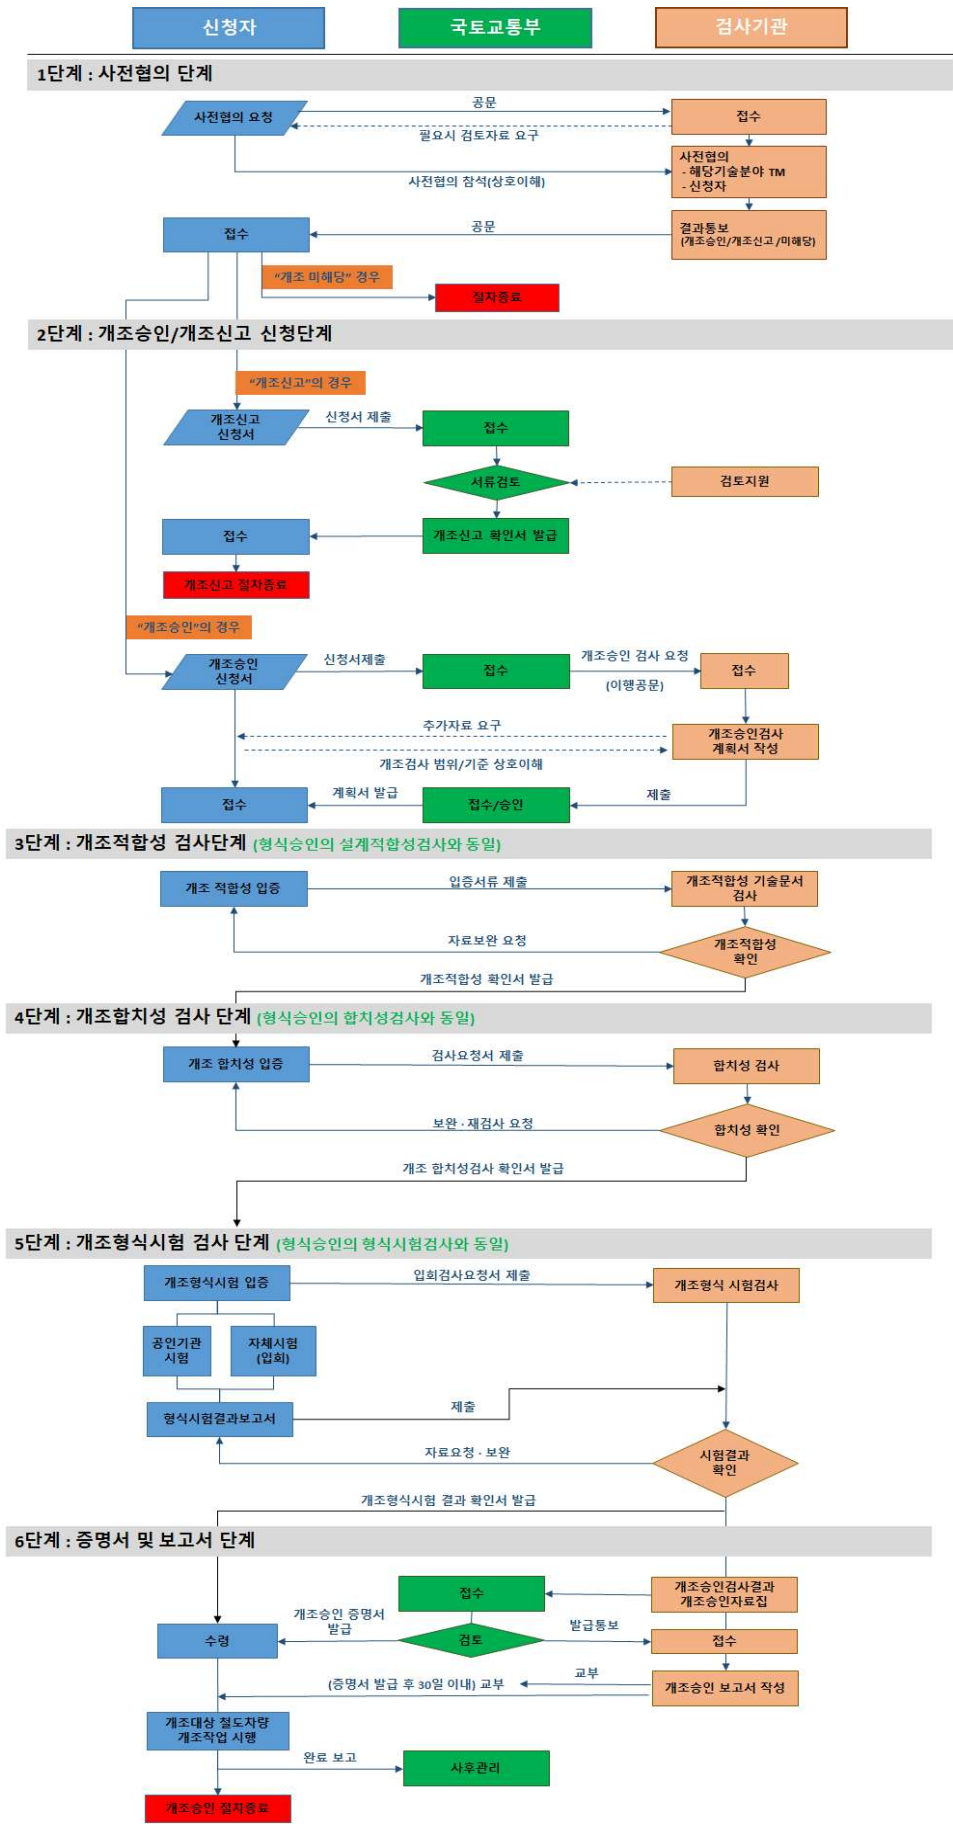 신청자
국토교통부
검사기관
1단계 : 사전협의 단계
사전협의 요청
공문
필요시 검토자료 요구
접수
사전협의 참석(상호이해)
사전협의
- 해당기술분야 TM
- 신청자
접수
공문
결과통보
(개조승인/개조신고/미해당)
"개조 미해당" 경우
절차종료
2단계 : 개조승인/개조신고 신청단계
"개조신고"의 경우
개조신고
신청서
신청서 제출
접수
서류검토
검토지원
접수
개조신고 확인서 발급
개조신고 절차종료
"개조승인"의 경우
개조승인
신청서
신청서제출
접수
개조승인 검사 요청
(이행공문)
접수
추가자료 요구
개조검사 범위/기준 상호이해
개조승인검사
계획서 작성
접수
계획서 발급
접수/승인
제출
3단계 : 개조적합성 검사단계 (형식승인의 설계적합성검사와 동일)
개조 적합성 입증
입증서류 제출
개조적합성 기술문서
검사
자료보완 요청
개조적합성
확인
개조적합성 확인서 발급
4단계 : 개조합치성 검사 단계 (형식승인의 합치성검사와 동일)
개조 합치성 입증
검사요청서 제출
합치성 검사
보완 · 재검사 요청
합치성 확인
개조 합치성검사 확인서 발급
5단계 : 개조형식시험 검사 단계 (형식승인의 형식시험검사와 동일)
개조형식시험 입증
입회검사요청서 제출
개조형식 시험검사
공인기관
시험
자체시험
(입회)
형식시험결과보고서
제출
자료요청 · 보완
시험결과
확인
개조형식시험 결과 확인서 발급
6단계 : 증명서 및 보고서 단계
접수
개조승인검사결과
개조승인자료집
수령
개조승인 증명서
발급
검토
발급통보
접수
(증명서 발급 후 30일 이내) 교부
교부
개조승인 보고서 작성
개조대상 철도차량
개조작업 시행
완료 보고
사후관리
개조승인 절차종료